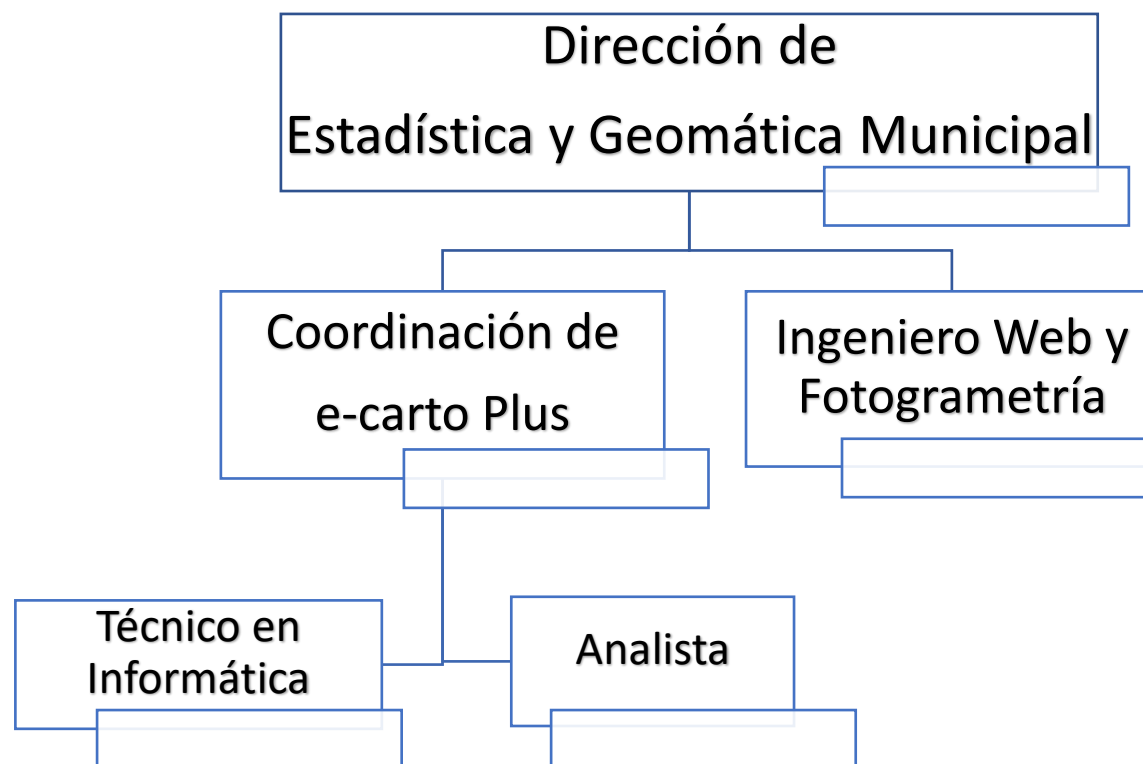 Dirección de
Estadística y Geomática Municipal
Coordinación de
e-carto Plus
Ingeniero Web y
Fotogrametría
Técnico en
Informática
Analista